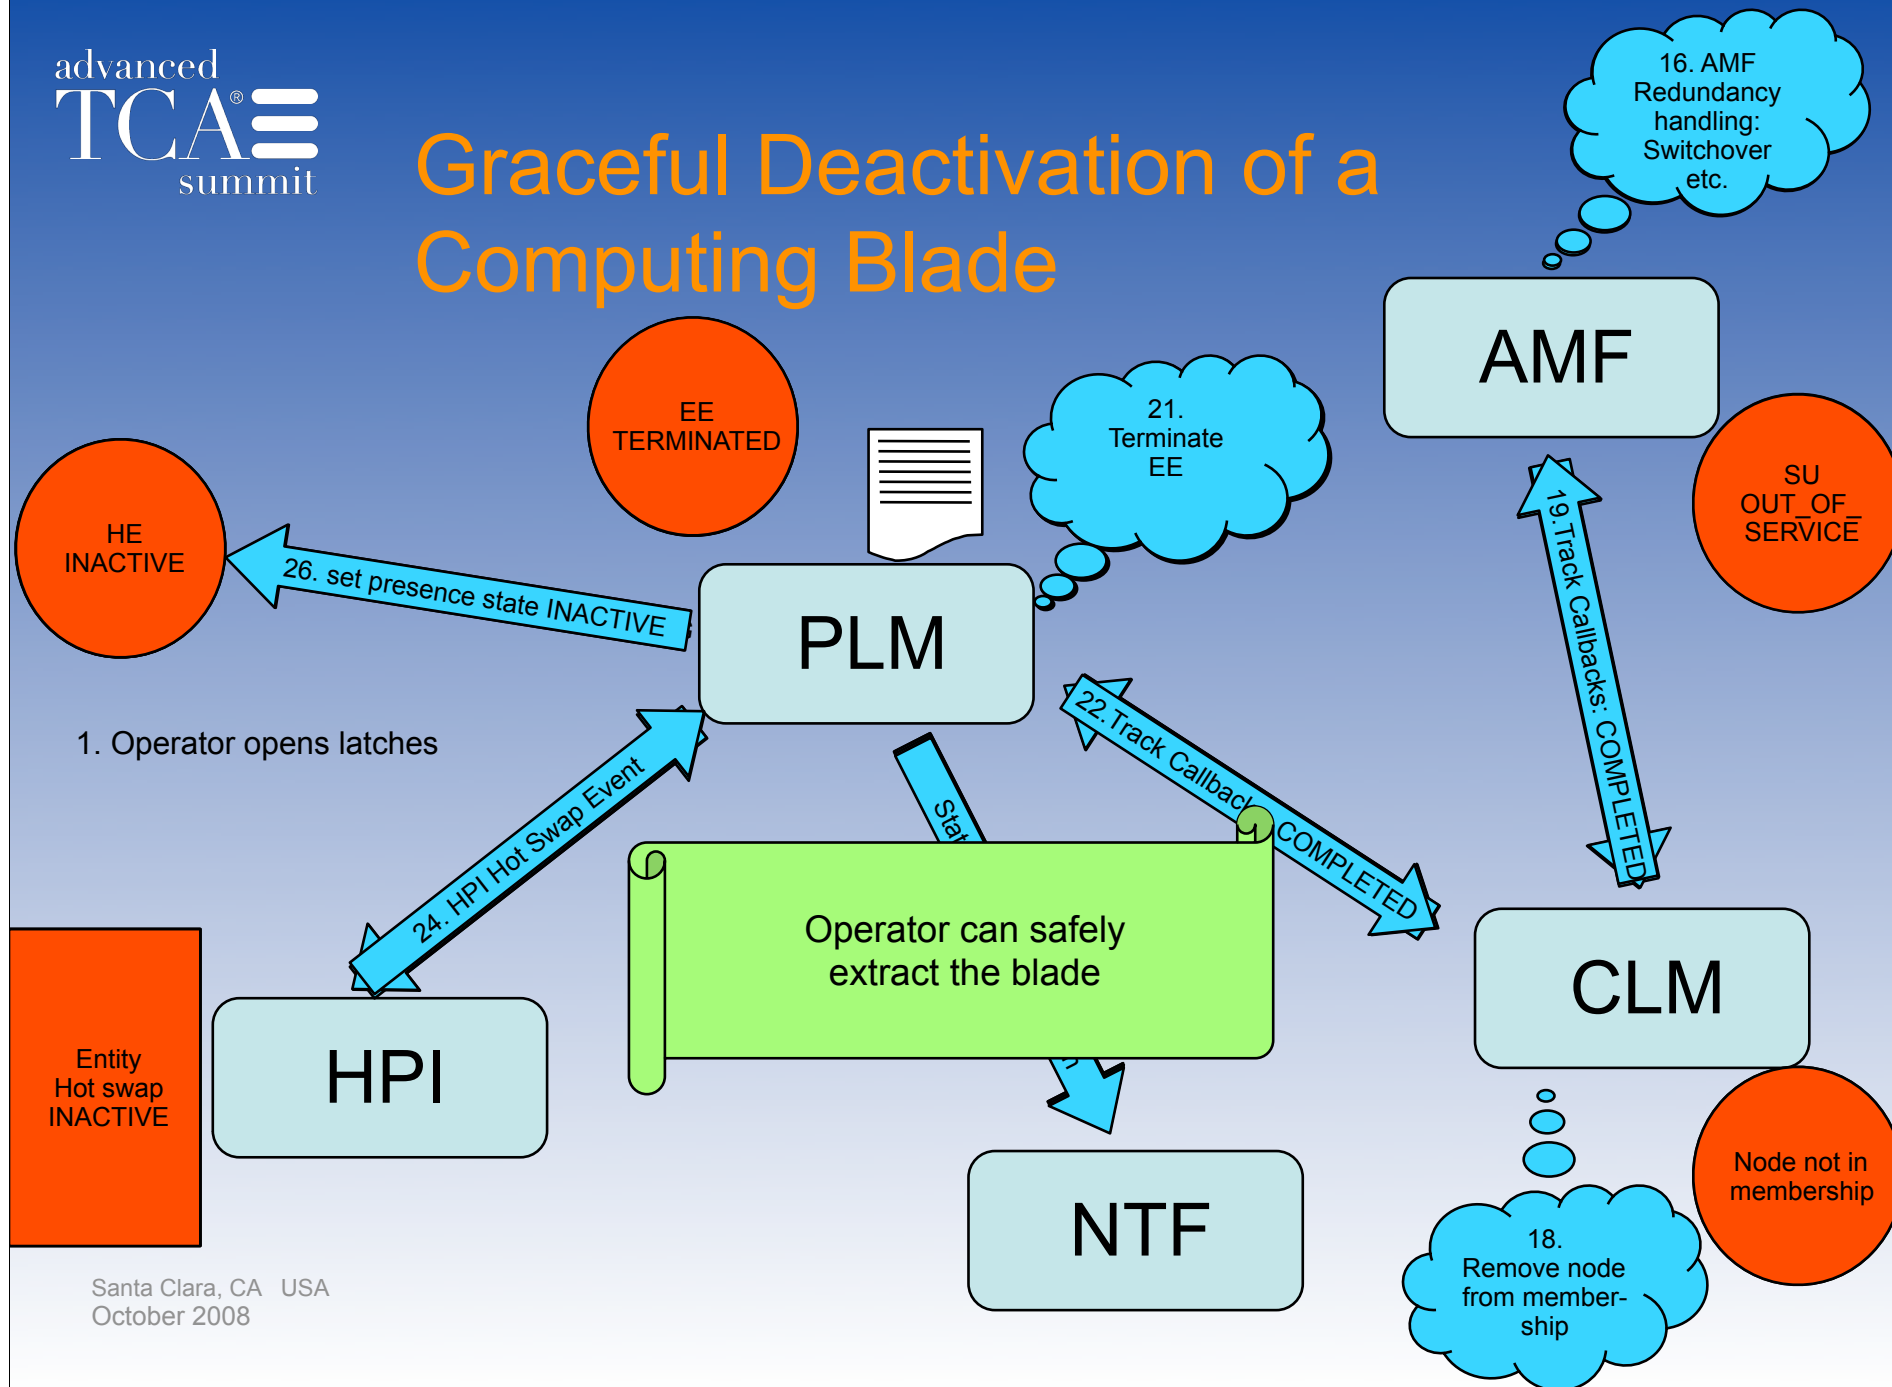 advanced
TCA®
summit
Graceful Deactivation of a
Computing Blade
16. AMF
Redundancy
handling:
Switchover
etc.
AMF
EE
TERMINATED
21.
Terminate
EE
SU
OUT_OF_
SERVICE
HE
INACTIVE
26. set presence state INACTIVE
PLM
19.Track Callbacks: COMPLETED
1. Operator opens latches
22.Track Callback
COMPLETED
24. HPI Hot Swap Event
Operator can safely
extract the blade
CLM
HPI
Entity
Hot swap
INACTIVE
NTF
Node not in
membership
18.
Remove node
from member-
ship
Santa Clara, CA USA
October 2008